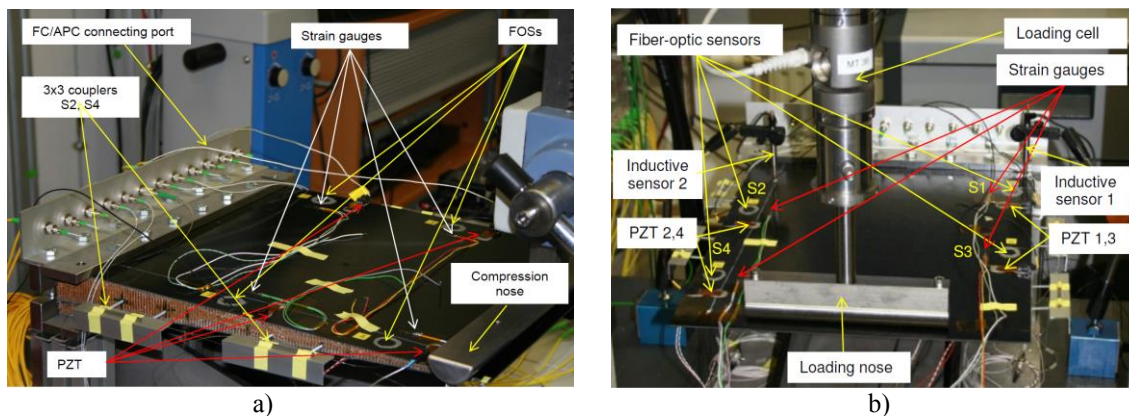 FC/APC connecting port
Strain gauges
FOSs
3x3 couplers
S2, S4
Compression
nose
PZT
a)
Fiber-optic sensors
Loading cell
MT 36
Strain gauges
Inductive
sensor 2
S2
S1
Inductive
sensor 1
PZT 2,4
S4
S3
PZT 1,3
Loading nose
b)